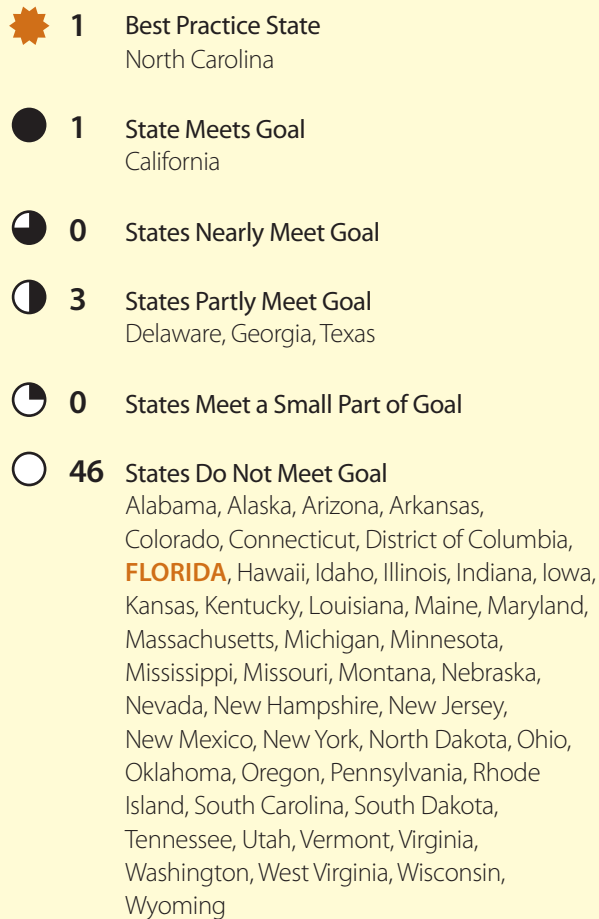 1 Best Practice State
North Carolina
1 State Meets Goal
California
0 States Nearly Meet Goal
3 States Partly Meet Goal
Delaware, Georgia, Texas
0 States Meet a Small Part of Goal
46 States Do Not Meet Goal
Alabama, Alaska, Arizona, Arkansas,
Colorado, Connecticut, District of Columbia,
FLORIDA, Hawaii, Idaho, Illinois, Indiana, Iowa,
Kansas, Kentucky, Louisiana, Maine, Maryland,
Massachusetts, Michigan, Minnesota,
Mississippi, Missouri, Montana, Nebraska,
Nevada, New Hampshire, New Jersey,
New Mexico, New York, North Dakota, Ohio,
Oklahoma, Oregon, Pennsylvania, Rhode
Island, South Carolina, South Dakota,
Tennessee, Utah, Vermont, Virginia,
Washington, West Virginia, Wisconsin,
Wyoming